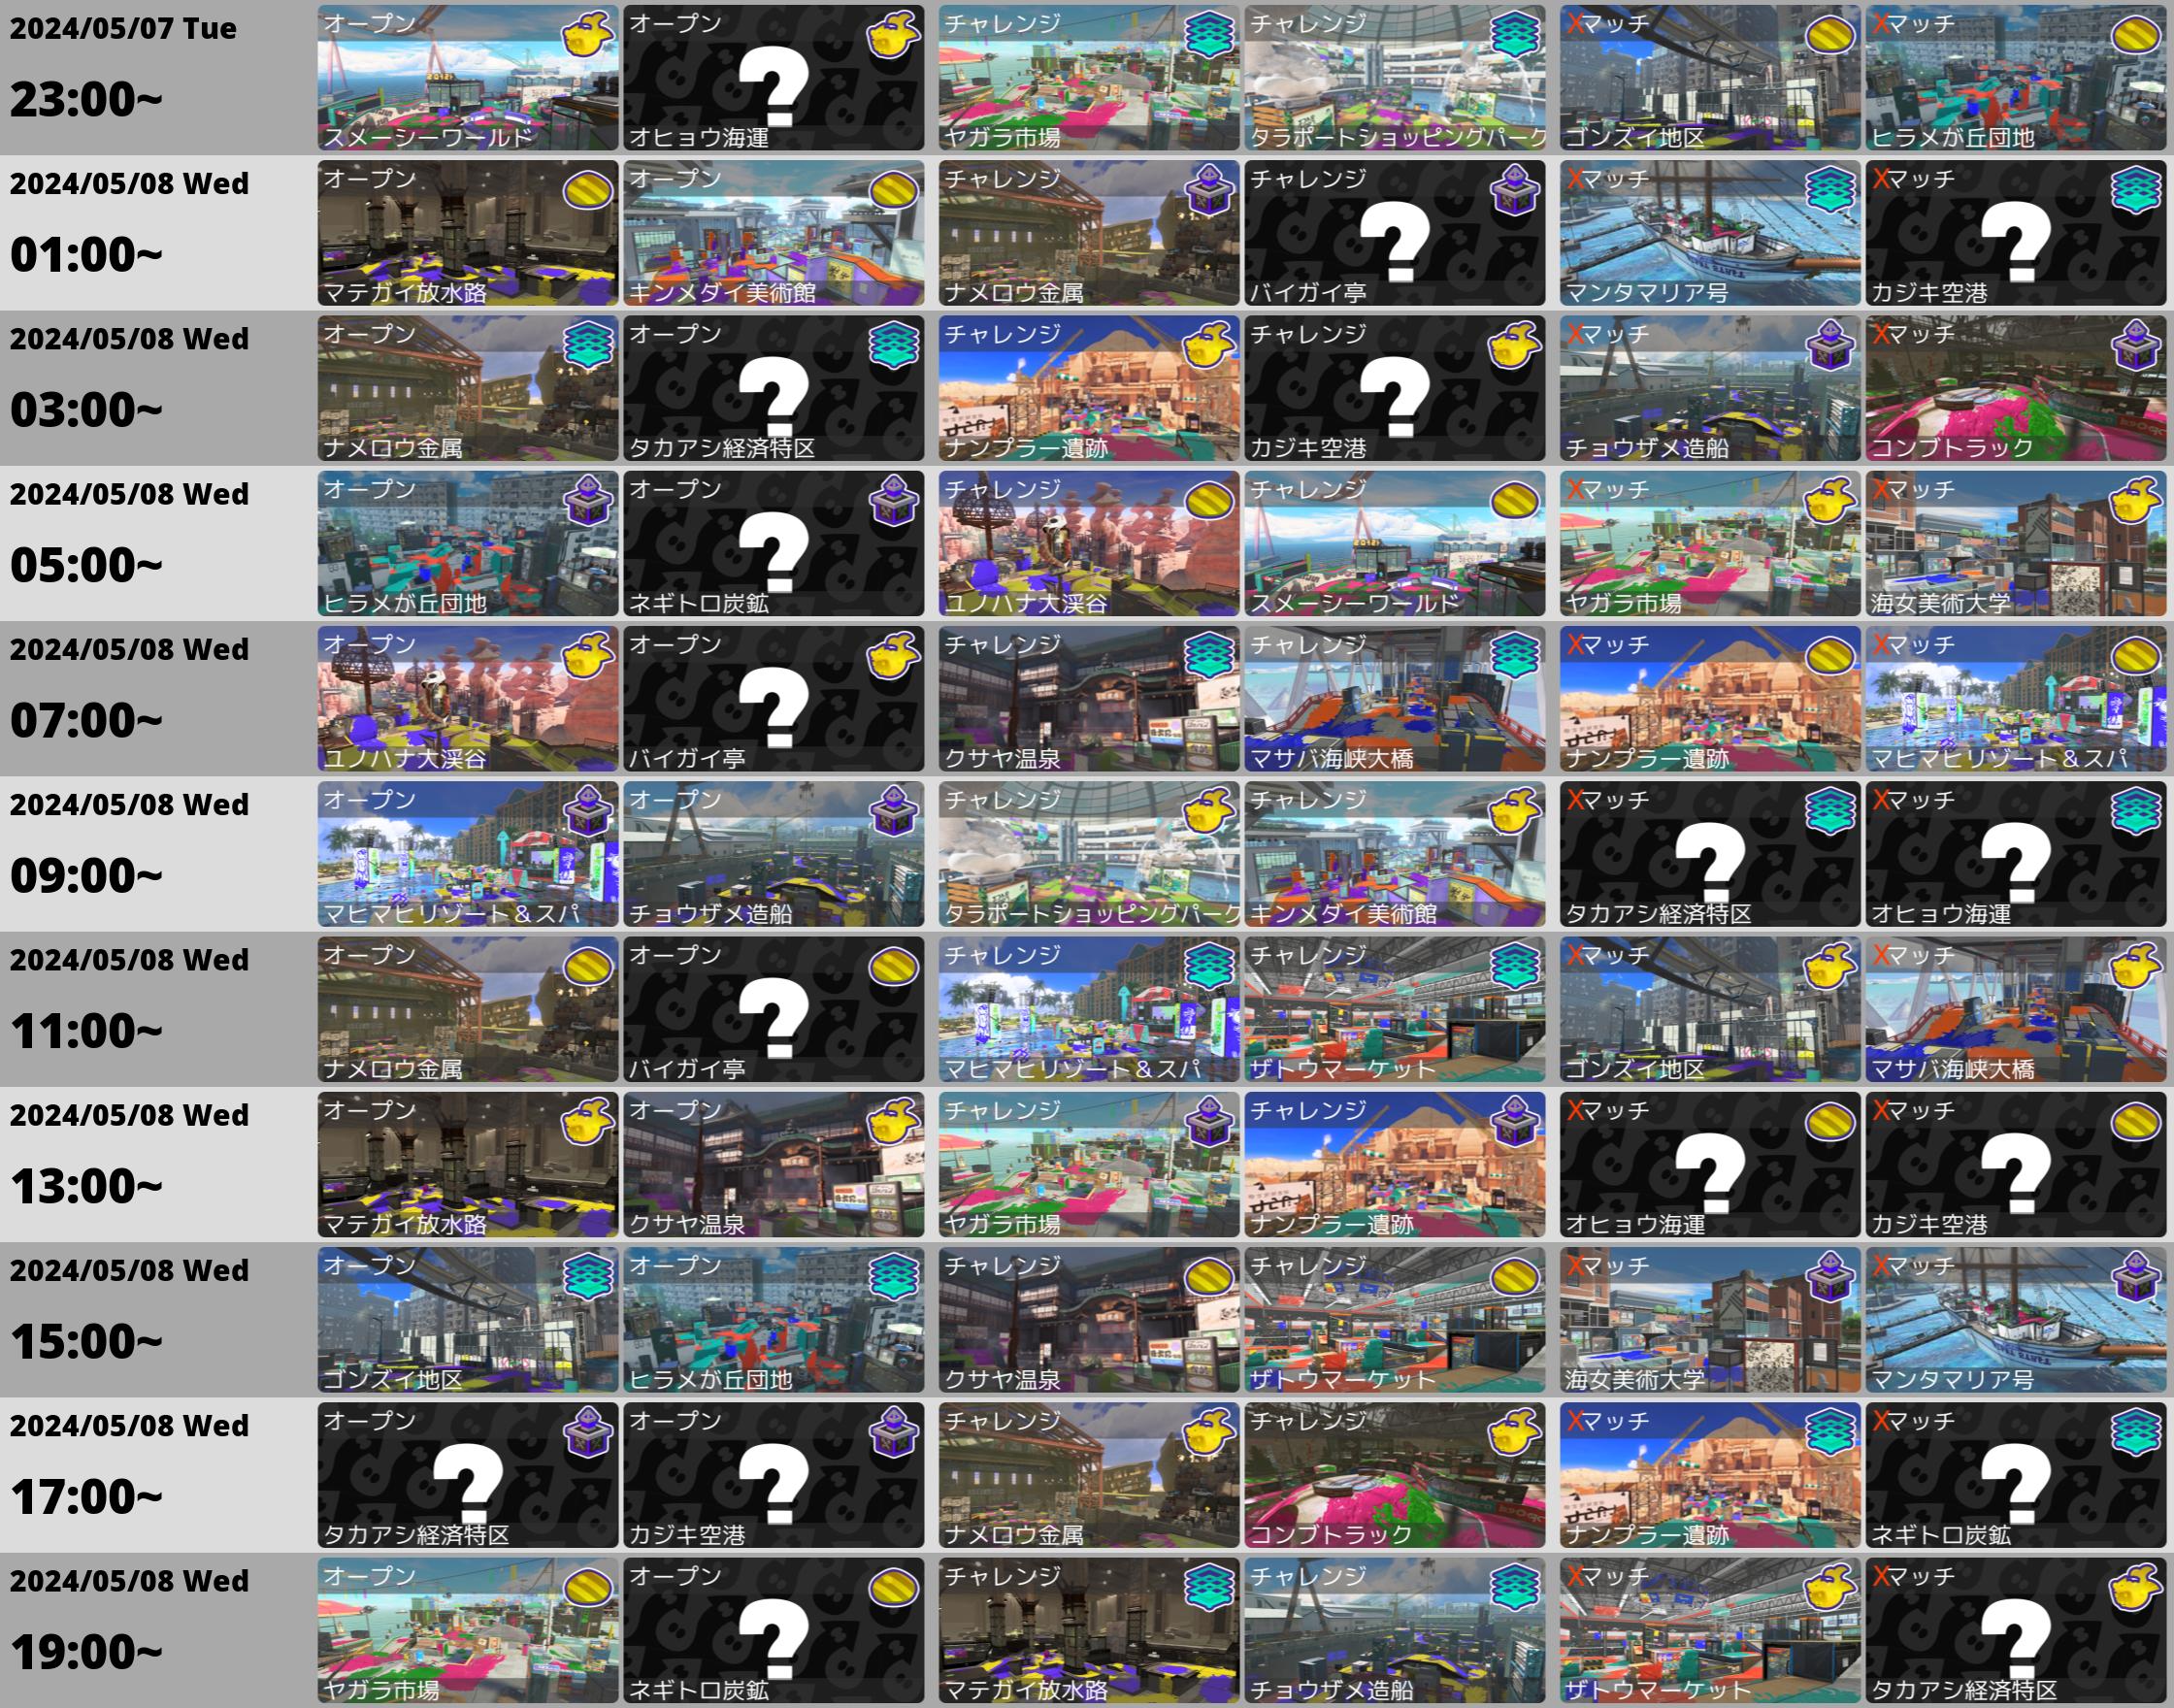 2024/05/07 Tue
23:00~
オープン
スメーシーワールド
オープン
オヒョウ海運
チャレンジ
ヤガラ市場
チャレンジ
タラポートショッピングパーク
Xマッチ
ゴンズイ地区
Xマッチ
ヒラメが丘団地
2024/05/08 Wed
01:00~
オープン
マテガイ放水路
オープン
キンメダイ美術館
チャレンジ
ナメロウ金属
チャレンジ
バイガイ亭
Xマッチ
マンタマリア号
Xマッチ
カジキ空港
2024/05/08 Wed
03:00~
オープン
ナメロウ金属
オープン
タカアシ経済特区
チャレンジ
ナンプラー遺跡
チャレンジ
カジキ空港
Xマッチ
チョウザメ造船
Xマッチ
コンブトラック
2024/05/08 Wed
05:00~
オープン
ヒラメが丘団地
オープン
ネギトロ炭鉱
チャレンジ
ユノハナ大渓谷
チャレンジ
スメーシーワールド
Xマッチ
ヤガラ市場
Xマッチ
海女美術大学
2024/05/08 Wed
07:00~
オープン
ユノハナ大渓谷
オープン
バイガイ亭
チャレンジ
クサヤ温泉
チャレンジ
マサバ海峡大橋
Xマッチ
ナンプラー遺跡
Xマッチ
マヒマヒリゾート＆スパ
2024/05/08 Wed
09:00~
オープン
マヒマヒリゾート＆スパ
オープン
チョウザメ造船
チャレンジ
タラポートショッピングパーク
チャレンジ
キンメダイ美術館
Xマッチ
タカアシ経済特区
Xマッチ
オヒョウ海運
2024/05/08 Wed
11:00~
オープン
ナメロウ金属
オープン
バイガイ亭
チャレンジ
マヒマヒリゾート＆スパ
チャレンジ
ザトウマーケット
Xマッチ
ゴンズイ地区
Xマッチ
マサバ海峡大橋
2024/05/08 Wed
13:00~
オープン
マテガイ放水路
オープン
クサヤ温泉
チャレンジ
ヤガラ市場
チャレンジ
ナンプラー遺跡
Xマッチ
オヒョウ海運
Xマッチ
カジキ空港
2024/05/08 Wed
15:00~
オープン
ゴンズイ地区
オープン
ヒラメが丘団地
チャレンジ
クサヤ温泉
チャレンジ
ザトウマーケット
Xマッチ
海女美術大学
Xマッチ
マンタマリア号
2024/05/08 Wed
17:00~
オープン
タカアシ経済特区
オープン
カジキ空港
チャレンジ
ナメロウ金属
チャレンジ
コンブトラック
Xマッチ
ナンプラー遺跡
Xマッチ
ネギトロ炭鉱
2024/05/08 Wed
19:00~
オープン
ヤガラ市場
オープン
ネギトロ炭鉱
チャレンジ
マテガイ放水路
チャレンジ
チョウザメ造船
Xマッチ
ザトウマーケット
Xマッチ
タカアシ経済特区